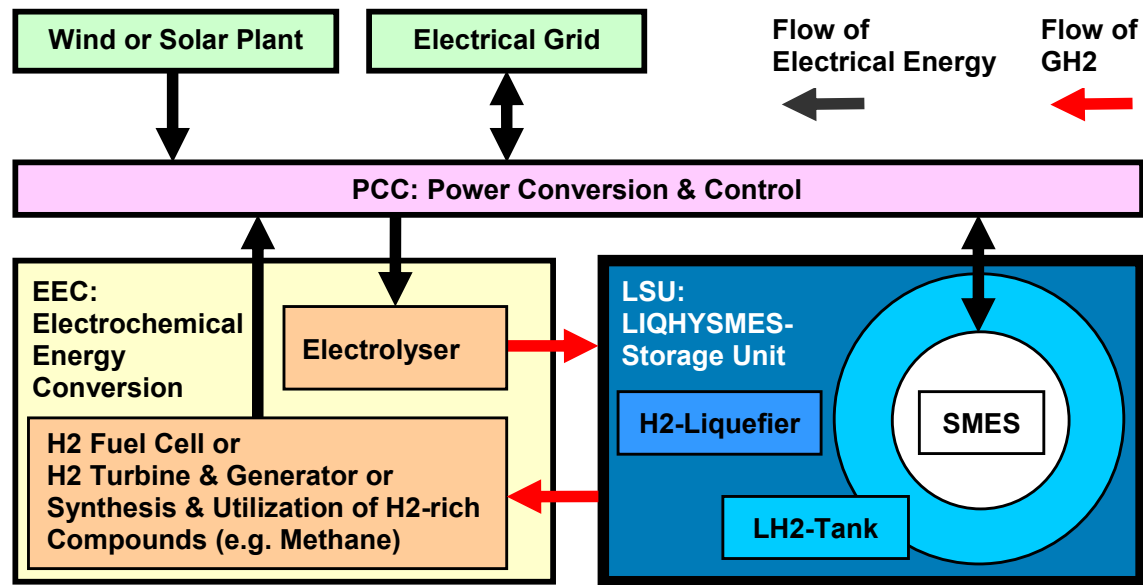 Wind or Solar Plant
Electrical Grid
Flow of
Electrical Energy
Flow of
GH2
PCC: Power Conversion & Control
EEC:
Electrochemical
Energy
Conversion
Electrolyser
H2 Fuel Cell or
H2 Turbine & Generator or
Synthesis & Utilization of H2-rich
Compounds (e.g. Methane)
LSU:
LIQHYSMES-
Storage Unit
H2-Liquefier
SMES
LH2-Tank